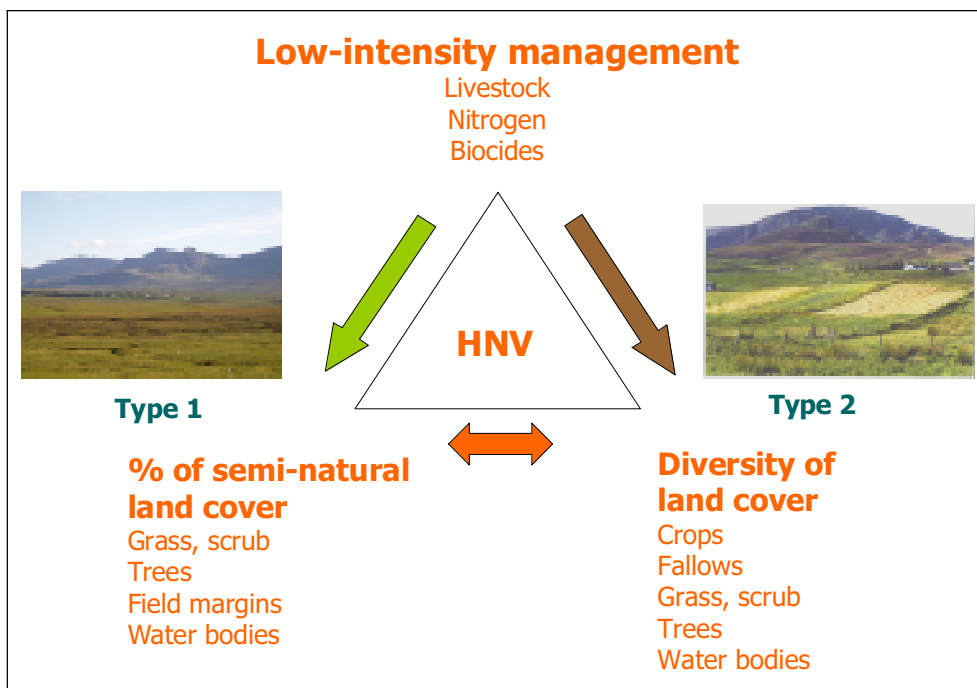 Low-intensity management
Livestock
Nitrogen
Biocides
HNV
Type 1
Type 2
% of semi-natural
land cover
Grass, scrub
Trees
Field margins
Water bodies
Diversity of
land cover
Crops
Fallows
Grass, scrub
Trees
Water bodies